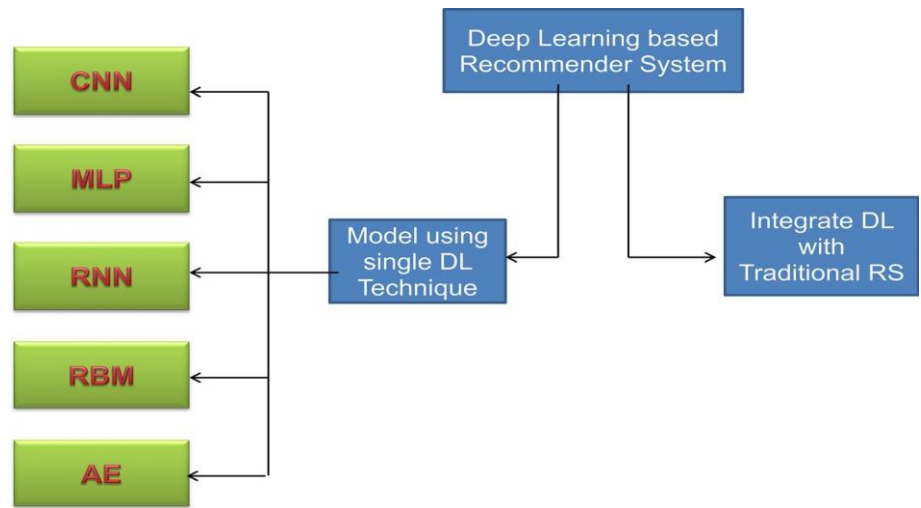 Deep Learning based
Recommender System
CNN
MLP
RNN
RBM
AE
Model using
single DL
Technique
Integrate DL
with
Traditional RS